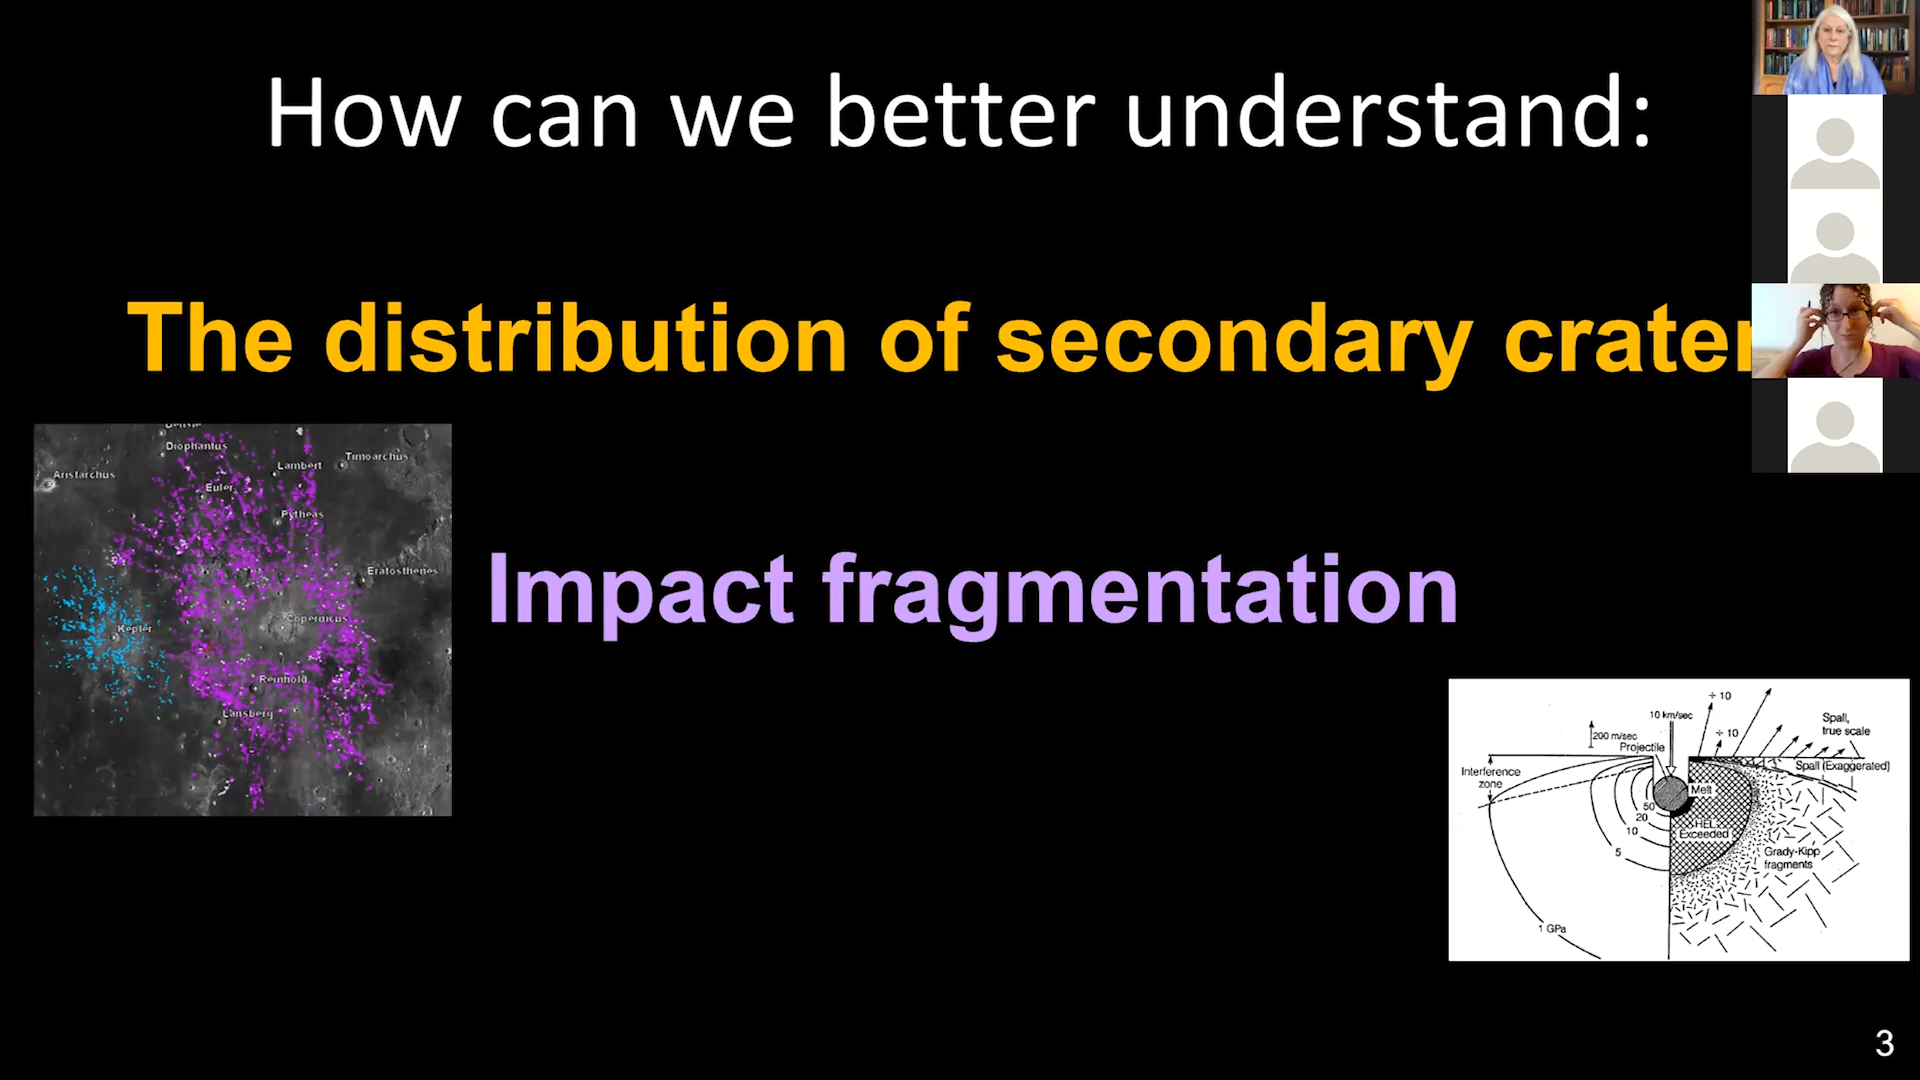 How can we better understand:
The distribution of secondary crater
Diophantus
Timocharis
Aristarchus
Lambert
Euler
Pytheas
Eratosthenes
Kepler
Copernicus
Reinhold
Lansberg
Impact fragmentation
÷ 10
10 km/sec
Spall,
true scale
200 m/sec
÷ 10
Projectile
Interference
zone
Spall (Exaggerated)
Melt
50
20
HEL
10
Exceeded
5
Grady-Kipp
fragments
1 GPa
3